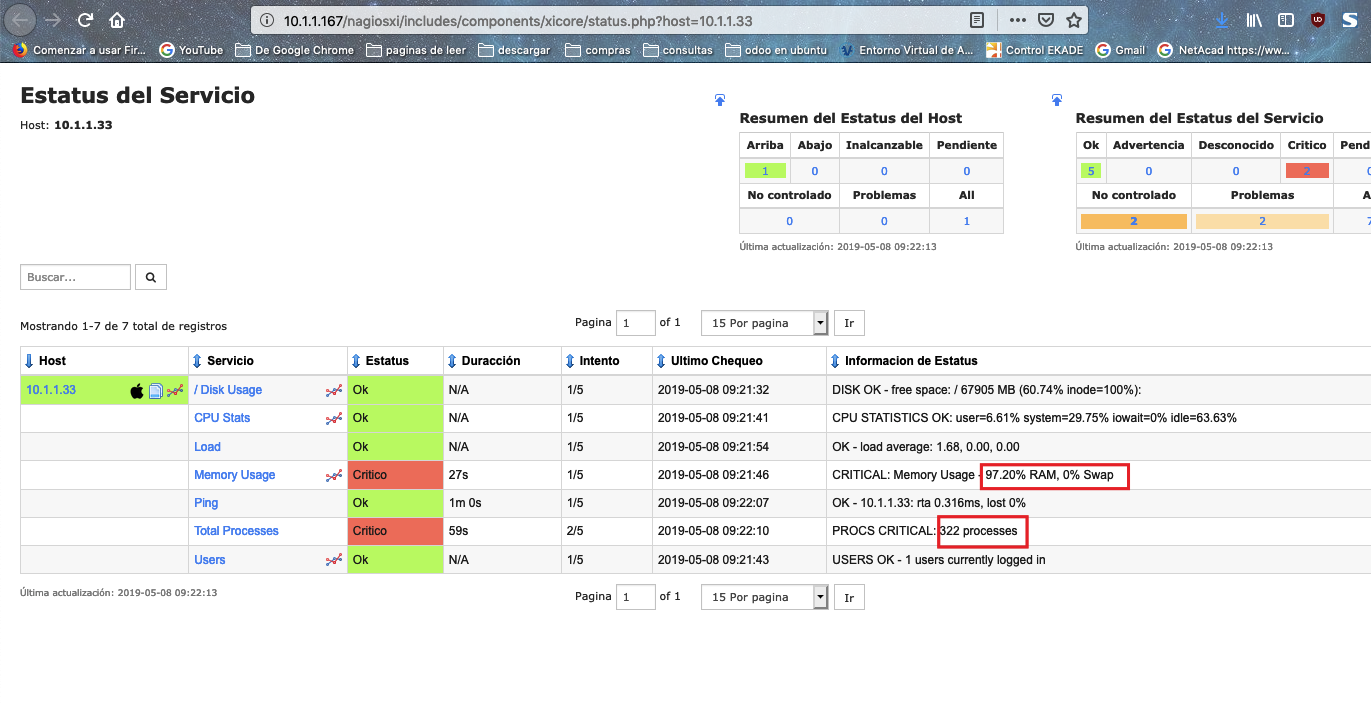 10.1.1.167/nagiosxi/includes/components/xicore/status.php?host=10.1.1.33
Comenzar a usar Fir... YouTube De Google Chrome paginas de leer descargar compras consultas odoo en ubuntu Entorno Virtual de A... Control EKADE Gmail NetAcad https://ww...
Estatus del Servicio
Host: 10.1.1.33
Resumen del Estatus del Host
Arriba Abajo Inalcanzable Pendiente
1 0 0 0
No controlado Problemas All
0 0 1
Última actualización: 2019-05-08 09:22:13
Resumen del Estatus del Servicio
Ok Advertencia Desconocido Critico Pend
5 0 0 2
No controlado Problemas A
2 2 7
Última actualización: 2019-05-08 09:22:13
Buscar...
Mostrando 1-7 de 7 total de registros
Pagina 1 of 1 15 Por pagina Ir
Host Servicio Estatus Duracción Intento Ultimo Chequeo Informacion de Estatus
10.1.1.33 / Disk Usage Ok N/A 1/5 2019-05-08 09:21:32 DISK OK - free space: / 67905 MB (60.74% inode=100%):
CPU Stats Ok N/A 1/5 2019-05-08 09:21:41 CPU STATISTICS OK: user=6.61% system=29.75% iowait=0% idle=63.63%
Load Ok N/A 1/5 2019-05-08 09:21:54 OK - load average: 1.68, 0.00, 0.00
Memory Usage Critico 27s 1/5 2019-05-08 09:21:46 CRITICAL: Memory Usage - 97.20% RAM, 0% Swap
Ping Ok 1m 0s 1/5 2019-05-08 09:22:07 OK - 10.1.1.33: rta 0.316ms, lost 0%
Total Processes Critico 59s 2/5 2019-05-08 09:22:10 PROCS CRITICAL: 322 processes
Users Ok N/A 1/5 2019-05-08 09:21:43 USERS OK - 1 users currently logged in
Última actualización: 2019-05-08 09:22:13
Pagina 1 of 1 15 Por pagina Ir